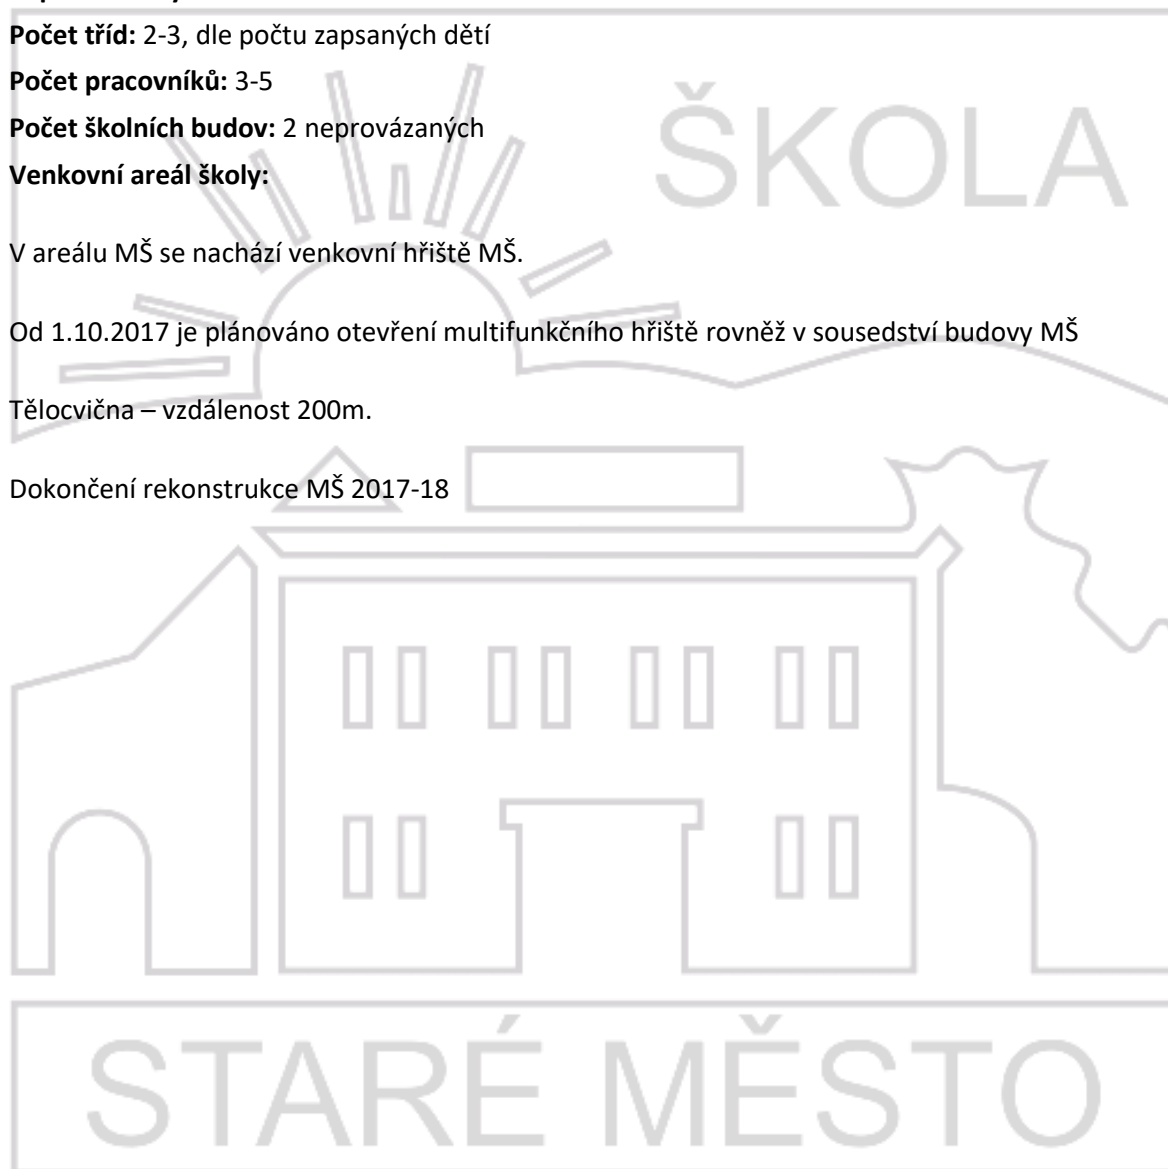 Počet tříd: 2-3, dle počtu zapsaných dětí
Počet pracovníků: 3-5
Počet školních budov: 2 neprovázaných
Venkovní areál školy:
ŠKOLA
V areálu MŠ se nachází venkovní hřiště MŠ.
Od 1.10.2017 je plánováno otevření multifunkčního hřiště rovněž v sousedství budovy MŠ
Tělocvična – vzdálenost 200m.
Dokončení rekonstrukce MŠ 2017-18
STARÉ MĚSTO